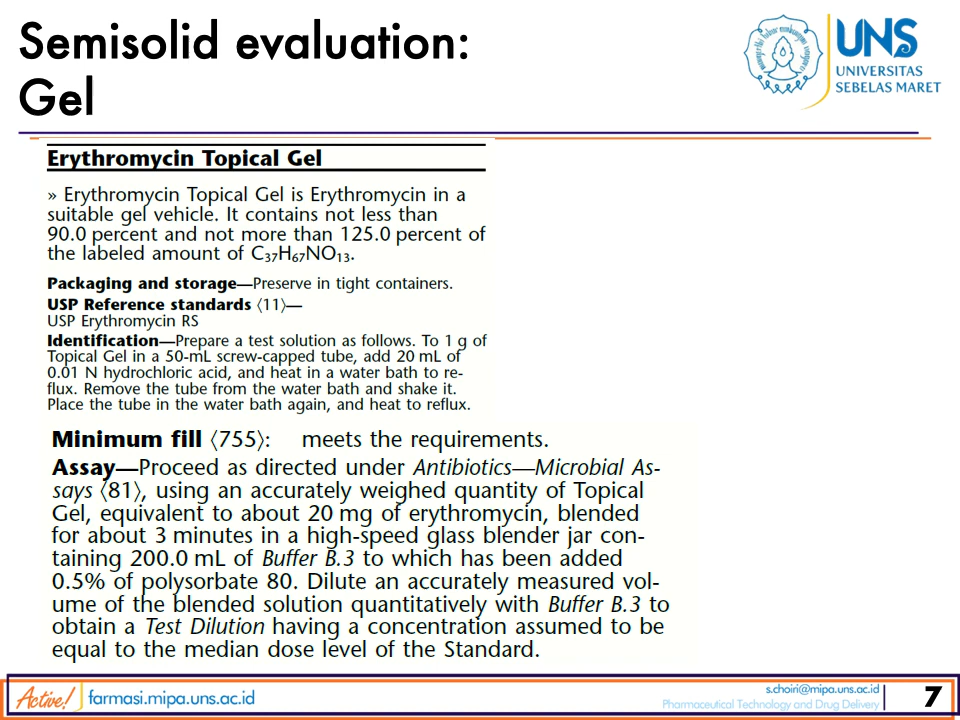 Semisolid evaluation:
Gel
UNS
UNIVERSITAS
SEBELAS MARET
Erythromycin Topical Gel
» Erythromycin Topical Gel is Erythromycin in a
suitable gel vehicle. It contains not less than
90.0 percent and not more than 125.0 percent of
the labeled amount of C₃₇H₆₇NO₁₃.
Packaging and storage—Preserve in tight containers.
USP Reference standards ⟨11⟩—
USP Erythromycin RS
Identification—Prepare a test solution as follows. To 1 g of
Topical Gel in a 50-mL screw-capped tube, add 20 mL of
0.01 N hydrochloric acid, and heat in a water bath to re-
flux. Remove the tube from the water bath and shake it.
Place the tube in the water bath again, and heat to reflux.
Minimum fill ⟨755⟩: meets the requirements.
Assay—Proceed as directed under Antibiotics—Microbial As-
says ⟨81⟩, using an accurately weighed quantity of Topical
Gel, equivalent to about 20 mg of erythromycin, blended
for about 3 minutes in a high-speed glass blender jar con-
taining 200.0 mL of Buffer B.3 to which has been added
0.5% of polysorbate 80. Dilute an accurately measured vol-
ume of the blended solution quantitatively with Buffer B.3 to
obtain a Test Dilution having a concentration assumed to be
equal to the median dose level of the Standard.
Active!
farmasi.mipa.uns.ac.id
s.choiri@mipa.uns.ac.id
Pharmaceutical Technology and Drug Delivery
7